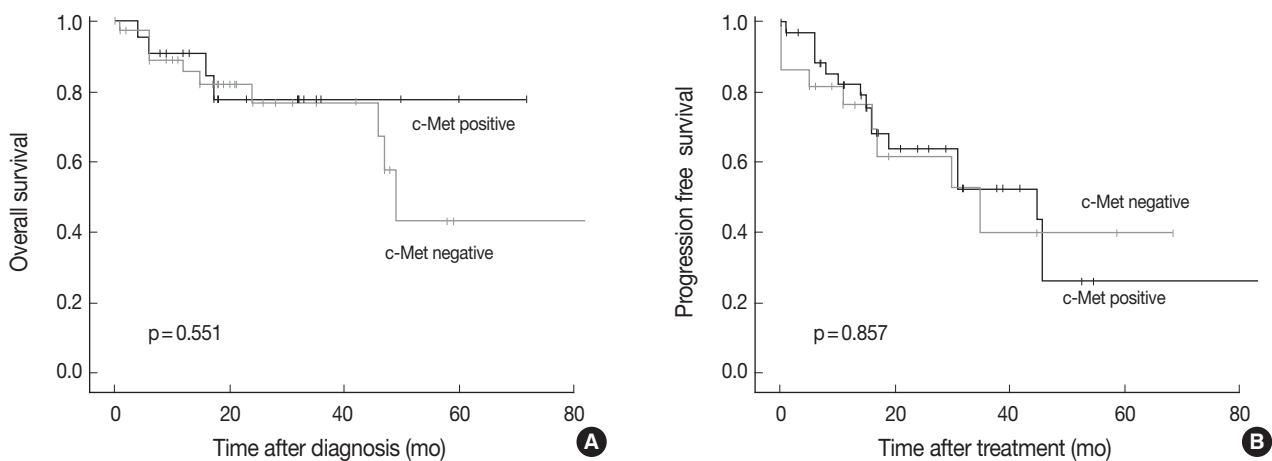 1.0
0.8
0.6
0.4
0.2
0.0
Overall survival
c-Met positive
c-Met negative
p=0.551
0 20 40 60 80
Time after diagnosis (mo)
A
1.0
0.8
0.6
0.4
0.2
0.0
Progression free survival
c-Met negative
c-Met positive
p=0.857
0 20 40 60 80
Time after treatment (mo)
B